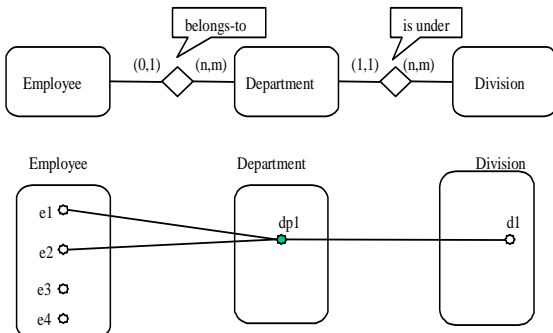 belongs-to
is under
(0,1)
(n,m)
(1,1)
(n,m)
Employee
Department
Division
Employee
Department
Division
e1
dp1
d1
e2
e3
e4